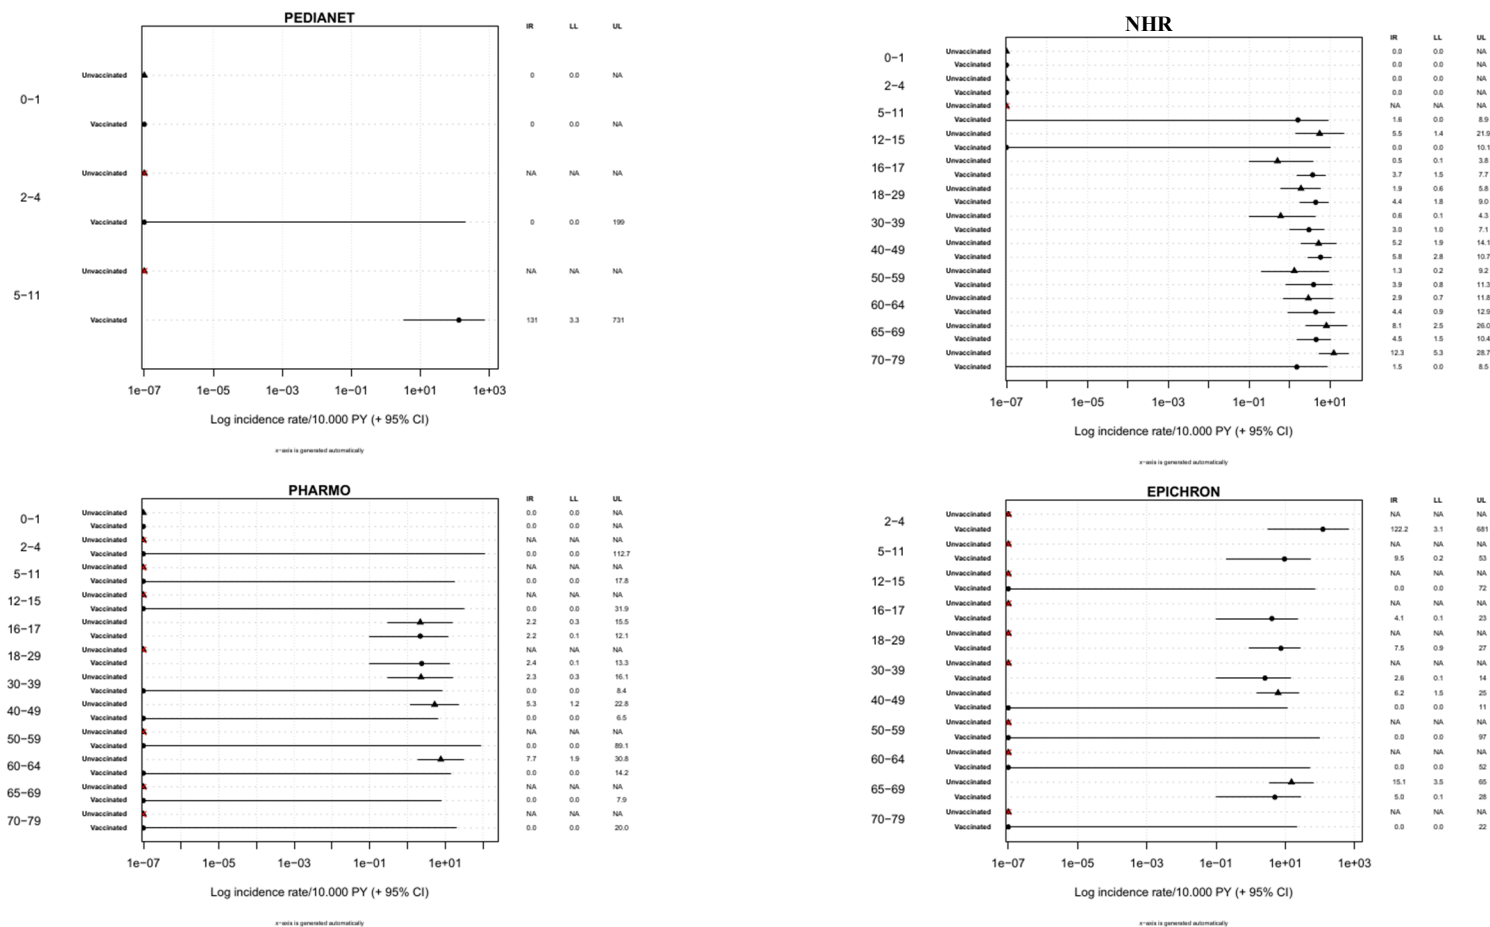 PEDIANET
IR LL UL
0−1
Unvaccinated 0 0.0 NA
Vaccinated 0 0.0 NA
2−4
Unvaccinated NA NA NA
Vaccinated 0 0.0 199
5−11
Unvaccinated NA NA NA
Vaccinated 131 3.3 731
1e−07 1e−05 1e−03 1e−01 1e+01 1e+03
Log incidence rate/10.000 PY (+ 95% CI)
x−axis is generated automatically
NHR
IR LL UL
0−1
Unvaccinated 0.0 0.0 NA
Vaccinated 0.0 0.0 NA
2−4
Unvaccinated 0.0 0.0 NA
Vaccinated 0.0 0.0 NA
5−11
Unvaccinated NA NA NA
Vaccinated 1.6 0.0 8.9
12−15
Unvaccinated 5.5 1.4 21.9
Vaccinated 0.0 0.0 10.1
16−17
Unvaccinated 0.5 0.1 3.8
Vaccinated 3.7 1.5 7.7
18−29
Unvaccinated 1.9 0.6 5.8
Vaccinated 4.4 1.8 9.0
30−39
Unvaccinated 0.6 0.1 4.3
Vaccinated 3.0 1.0 7.1
40−49
Unvaccinated 5.2 1.9 14.1
Vaccinated 5.8 2.8 10.7
50−59
Unvaccinated 1.3 0.2 9.2
Vaccinated 3.9 0.8 11.3
60−64
Unvaccinated 2.9 0.7 11.8
Vaccinated 4.4 0.9 12.9
65−69
Unvaccinated 8.1 2.5 26.0
Vaccinated 4.5 1.5 10.4
70−79
Unvaccinated 12.3 5.3 28.7
Vaccinated 1.5 0.0 8.5
1e−07 1e−05 1e−03 1e−01 1e+01
Log incidence rate/10.000 PY (+ 95% CI)
x−axis is generated automatically
PHARMO
IR LL UL
0−1
Unvaccinated 0.0 0.0 NA
Vaccinated 0.0 0.0 NA
2−4
Unvaccinated NA NA NA
Vaccinated 0.0 0.0 112.7
5−11
Unvaccinated NA NA NA
Vaccinated 0.0 0.0 17.8
12−15
Unvaccinated NA NA NA
Vaccinated 0.0 0.0 31.9
16−17
Unvaccinated 2.2 0.3 15.5
Vaccinated 2.2 0.1 12.1
18−29
Unvaccinated NA NA NA
Vaccinated 2.4 0.1 13.3
30−39
Unvaccinated 2.3 0.3 16.1
Vaccinated 0.0 0.0 8.4
40−49
Unvaccinated 5.3 1.2 22.8
Vaccinated 0.0 0.0 6.5
50−59
Unvaccinated NA NA NA
Vaccinated 0.0 0.0 89.1
60−64
Unvaccinated 7.7 1.9 30.8
Vaccinated 0.0 0.0 14.2
65−69
Unvaccinated NA NA NA
Vaccinated 0.0 0.0 7.9
70−79
Unvaccinated NA NA NA
Vaccinated 0.0 0.0 20.0
1e−07 1e−05 1e−03 1e−01 1e+01
Log incidence rate/10.000 PY (+ 95% CI)
x−axis is generated automatically
EPICHRON
IR LL UL
2−4
Unvaccinated NA NA NA
Vaccinated 122.2 3.1 681
5−11
Unvaccinated NA NA NA
Vaccinated 9.5 0.2 53
12−15
Unvaccinated NA NA NA
Vaccinated 0.0 0.0 72
16−17
Unvaccinated NA NA NA
Vaccinated 4.1 0.1 23
18−29
Unvaccinated NA NA NA
Vaccinated 7.5 0.9 27
30−39
Unvaccinated NA NA NA
Vaccinated 2.6 0.1 14
40−49
Unvaccinated 6.2 1.5 25
Vaccinated 0.0 0.0 11
50−59
Unvaccinated NA NA NA
Vaccinated 0.0 0.0 97
60−64
Unvaccinated NA NA NA
Vaccinated 0.0 0.0 52
65−69
Unvaccinated 15.1 3.5 65
Vaccinated 5.0 0.1 28
70−79
Unvaccinated NA NA NA
Vaccinated 0.0 0.0 22
1e−07 1e−05 1e−03 1e−01 1e+01 1e+03
Log incidence rate/10.000 PY (+ 95% CI)
x−axis is generated automatically